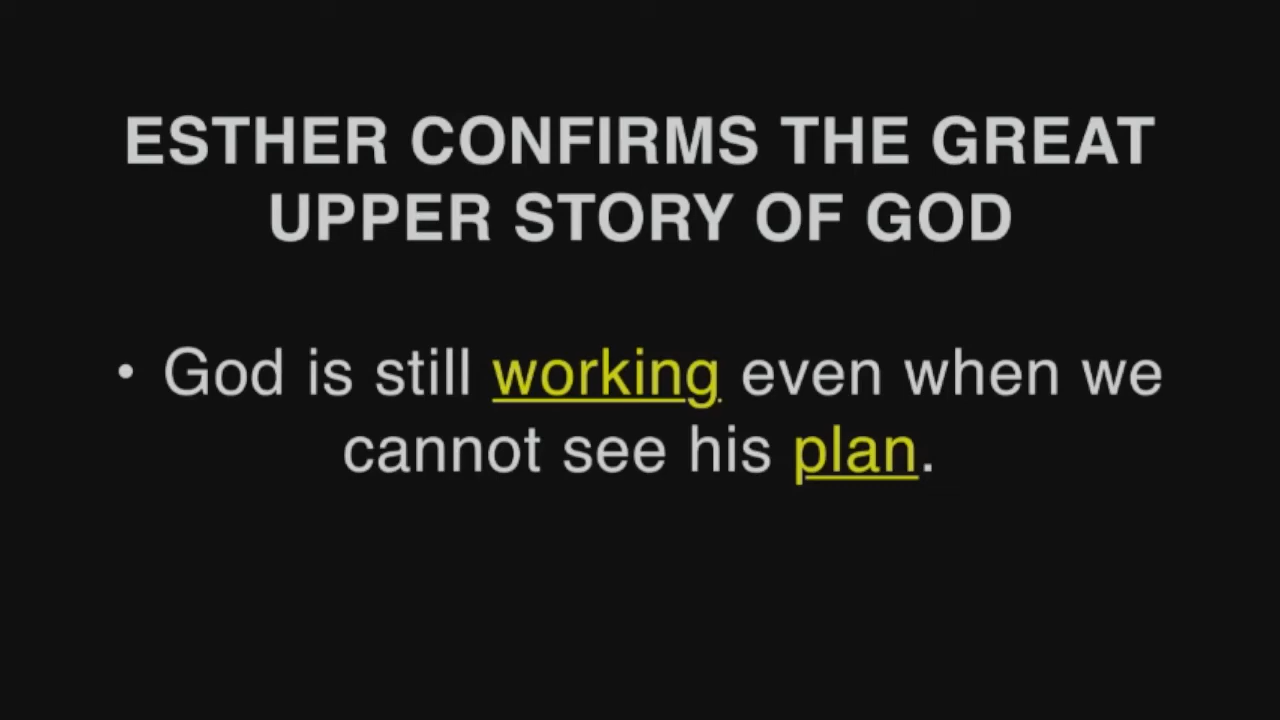 ESTHER CONFIRMS THE GREAT
UPPER STORY OF GOD
• God is still working even when we
cannot see his plan.